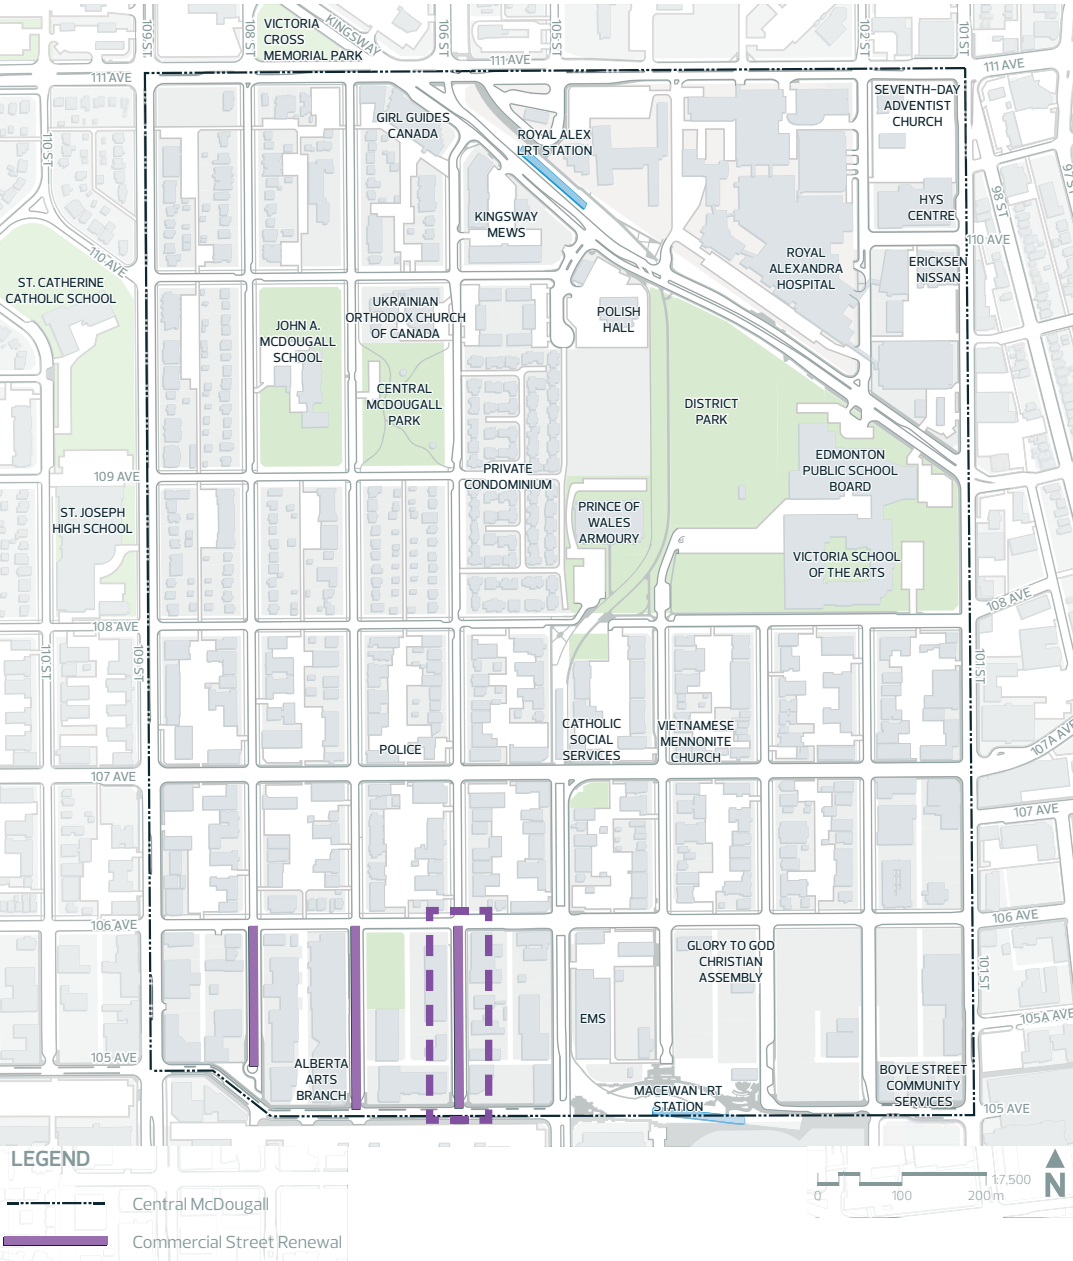 109 ST
108 ST
VICTORIA
CROSS
MEMORIAL PARK
KINGSWAY
106 ST
105 ST
102 ST
101 ST
111 AVE
111 AVE
111 AVE
GIRL GUIDES
CANADA
ROYAL ALEX
LRT STATION
SEVENTH-DAY
ADVENTIST
CHURCH
110 ST
97 ST
98 ST
HYS
CENTRE
KINGSWAY
MEWS
110 AVE
110 AVE
ROYAL
ALEXANDRA
HOSPITAL
ERICKSEN
NISSAN
ST. CATHERINE
CATHOLIC SCHOOL
UKRAINIAN
ORTHODOX CHURCH
OF CANADA
POLISH
HALL
JOHN A.
MCDOUGALL
SCHOOL
CENTRAL
MCDOUGALL
PARK
DISTRICT
PARK
EDMONTON
PUBLIC SCHOOL
BOARD
109 AVE
PRIVATE
CONDOMINIUM
ST. JOSEPH
HIGH SCHOOL
PRINCE OF
WALES
ARMOURY
VICTORIA SCHOOL
OF THE ARTS
108 AVE
108 AVE
110 ST
109 ST
101 ST
POLICE
CATHOLIC
SOCIAL
SERVICES
VIETNAMESE
MENNONITE
CHURCH
107A AVE
107 AVE
107 AVE
106 AVE
106 AVE
GLORY TO GOD
CHRISTIAN
ASSEMBLY
101 ST
EMS
105A AVE
105 AVE
ALBERTA
ARTS
BRANCH
MACEWAN LRT
STATION
BOYLE STREET
COMMUNITY
SERVICES
105 AVE
LEGEND
Central McDougall
Commercial Street Renewal
1:7,500
0 100 200 m
N